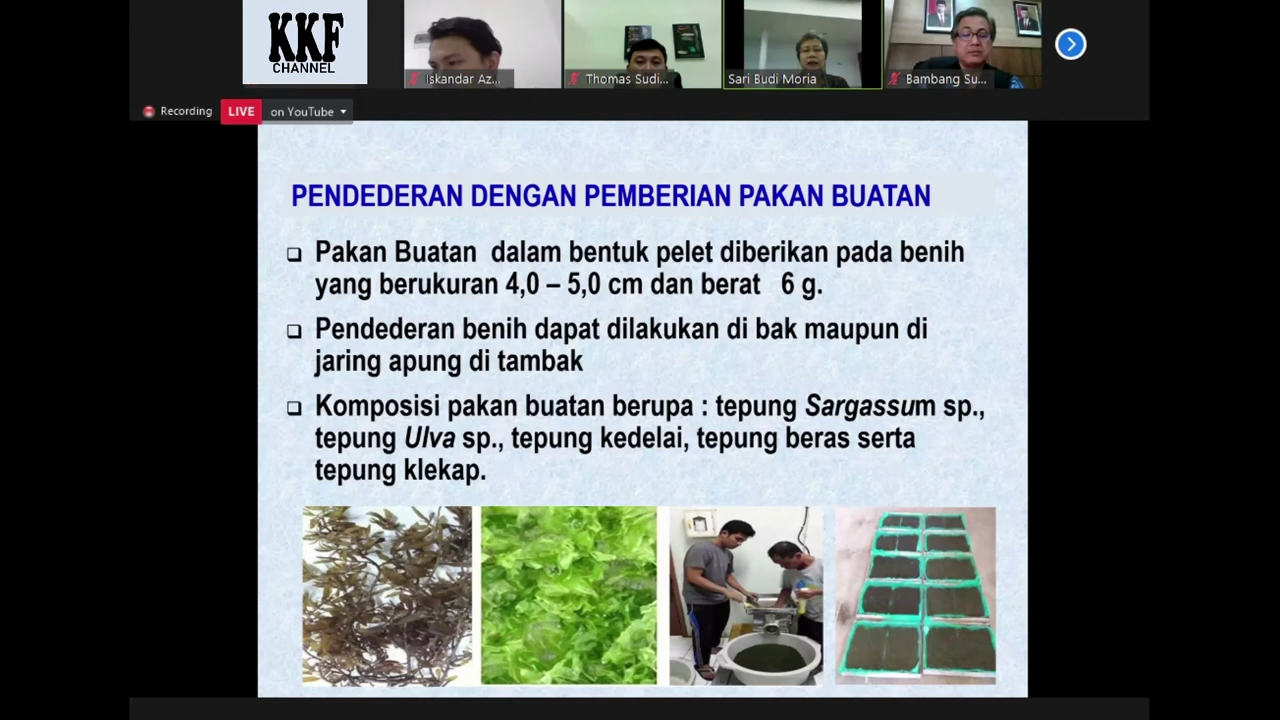 KKF
CHANNEL
Iskandar Az...
Thomas Sudi...
Sari Budi Moria
Bambang Su...
Recording
LIVE
on YouTube
PENDEDERAN DENGAN PEMBERIAN PAKAN BUATAN
Pakan Buatan dalam bentuk pelet diberikan pada benih
yang berukuran 4,0 – 5,0 cm dan berat 6 g.
Pendederan benih dapat dilakukan di bak maupun di
jaring apung di tambak
Komposisi pakan buatan berupa : tepung Sargassum sp.,
tepung Ulva sp., tepung kedelai, tepung beras serta
tepung klekap.